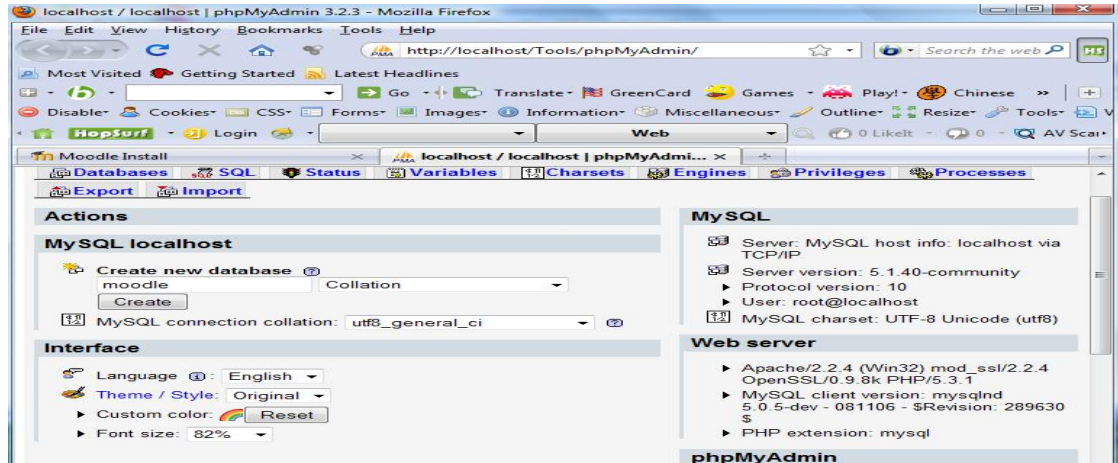 localhost / localhost | phpMyAdmin 3.2.3 - Mozilla Firefox
File Edit View History Bookmarks Tools Help
http://localhost/Tools/phpMyAdmin/ Search the web
Most Visited Getting Started Latest Headlines
Go Translate GreenCard Games Play! Chinese »
Disable Cookies CSS Forms Images Information Miscellaneous Outline Resize Tools V
HopSurf Login Web 0 LikeIt 0 AV Scan
Moodle Install localhost / localhost | phpMyAdmi...
Databases SQL Status Variables Charsets Engines Privileges Processes
Export Import
Actions
MySQL localhost
Create new database
moodle Collation
Create
MySQL connection collation: utf8_general_ci
Interface
Language : English
Theme / Style: Original
Custom color: Reset
Font size: 82%
MySQL
Server: MySQL host info: localhost via
TCP/IP
Server version: 5.1.40-community
Protocol version: 10
User: root@localhost
MySQL charset: UTF-8 Unicode (utf8)
Web server
Apache/2.2.4 (Win32) mod_ssl/2.2.4
OpenSSL/0.9.8k PHP/5.3.1
MySQL client version: mysqlnd
5.0.5-dev - 081106 - $Revision: 289630
$
PHP extension: mysql
phpMyAdmin